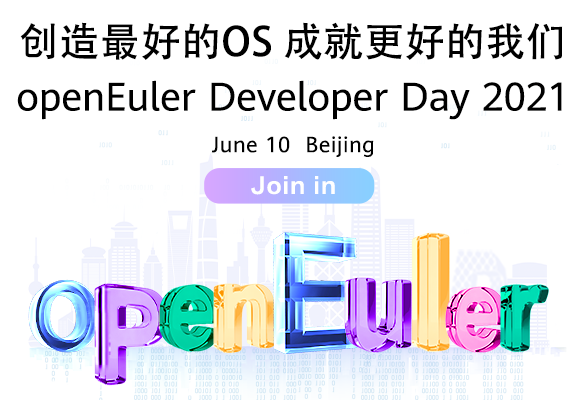 创造最好的OS 成就更好的我们
openEuler Developer Day 2021
June 10 Beijing
Join in
openEuler